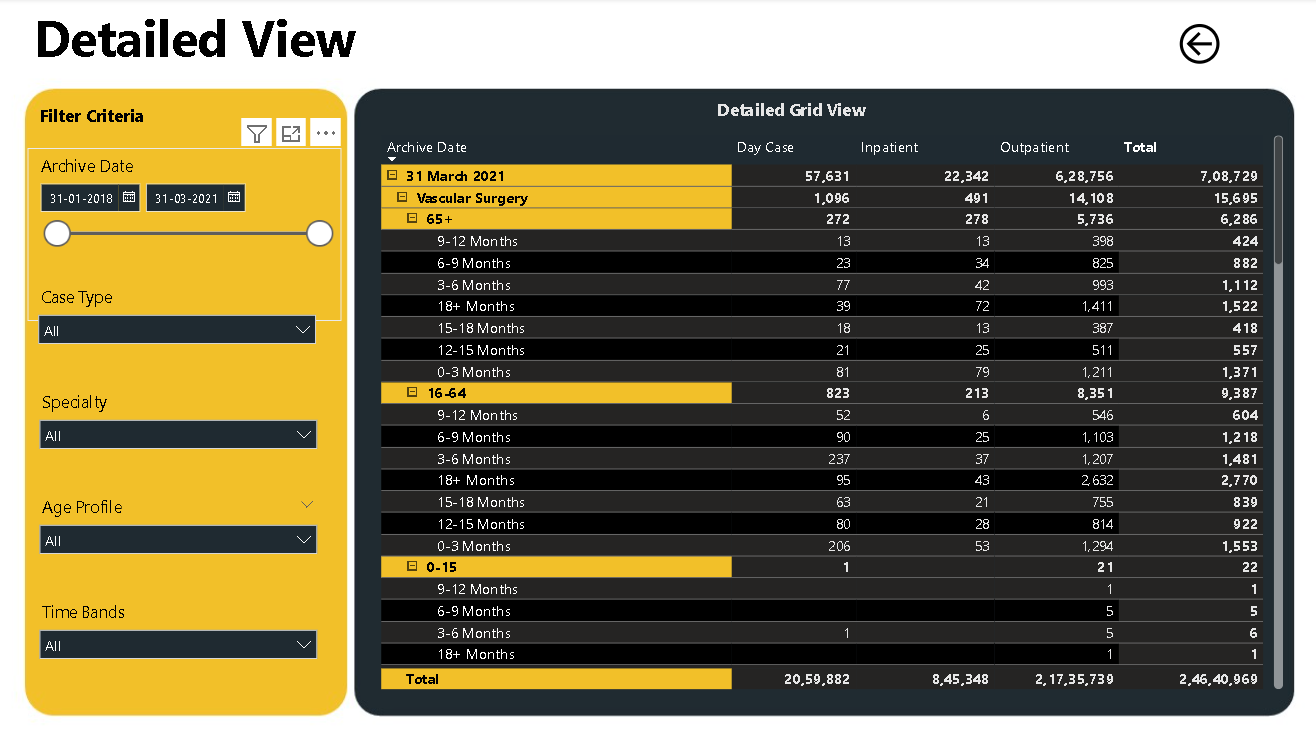 Detailed View
Filter Criteria
Archive Date
31-01-2018 31-03-2021
Case Type
All
Specialty
All
Age Profile
All
Time Bands
All
Detailed Grid View
Archive Date Day Case Inpatient Outpatient Total
31 March 2021 57,631 22,342 6,28,756 7,08,729
Vascular Surgery 1,096 491 14,108 15,695
65+ 272 278 5,736 6,286
9-12 Months 13 13 398 424
6-9 Months 23 34 825 882
3-6 Months 77 42 993 1,112
18+ Months 39 72 1,411 1,522
15-18 Months 18 13 387 418
12-15 Months 21 25 511 557
0-3 Months 81 79 1,211 1,371
16-64 823 213 8,351 9,387
9-12 Months 52 6 546 604
6-9 Months 90 25 1,103 1,218
3-6 Months 237 37 1,207 1,481
18+ Months 95 43 2,632 2,770
15-18 Months 63 21 755 839
12-15 Months 80 28 814 922
0-3 Months 206 53 1,294 1,553
0-15 1 21 22
9-12 Months 1 1
6-9 Months 5 5
3-6 Months 1 5 6
18+ Months 1 1
Total 20,59,882 8,45,348 2,17,35,739 2,46,40,969